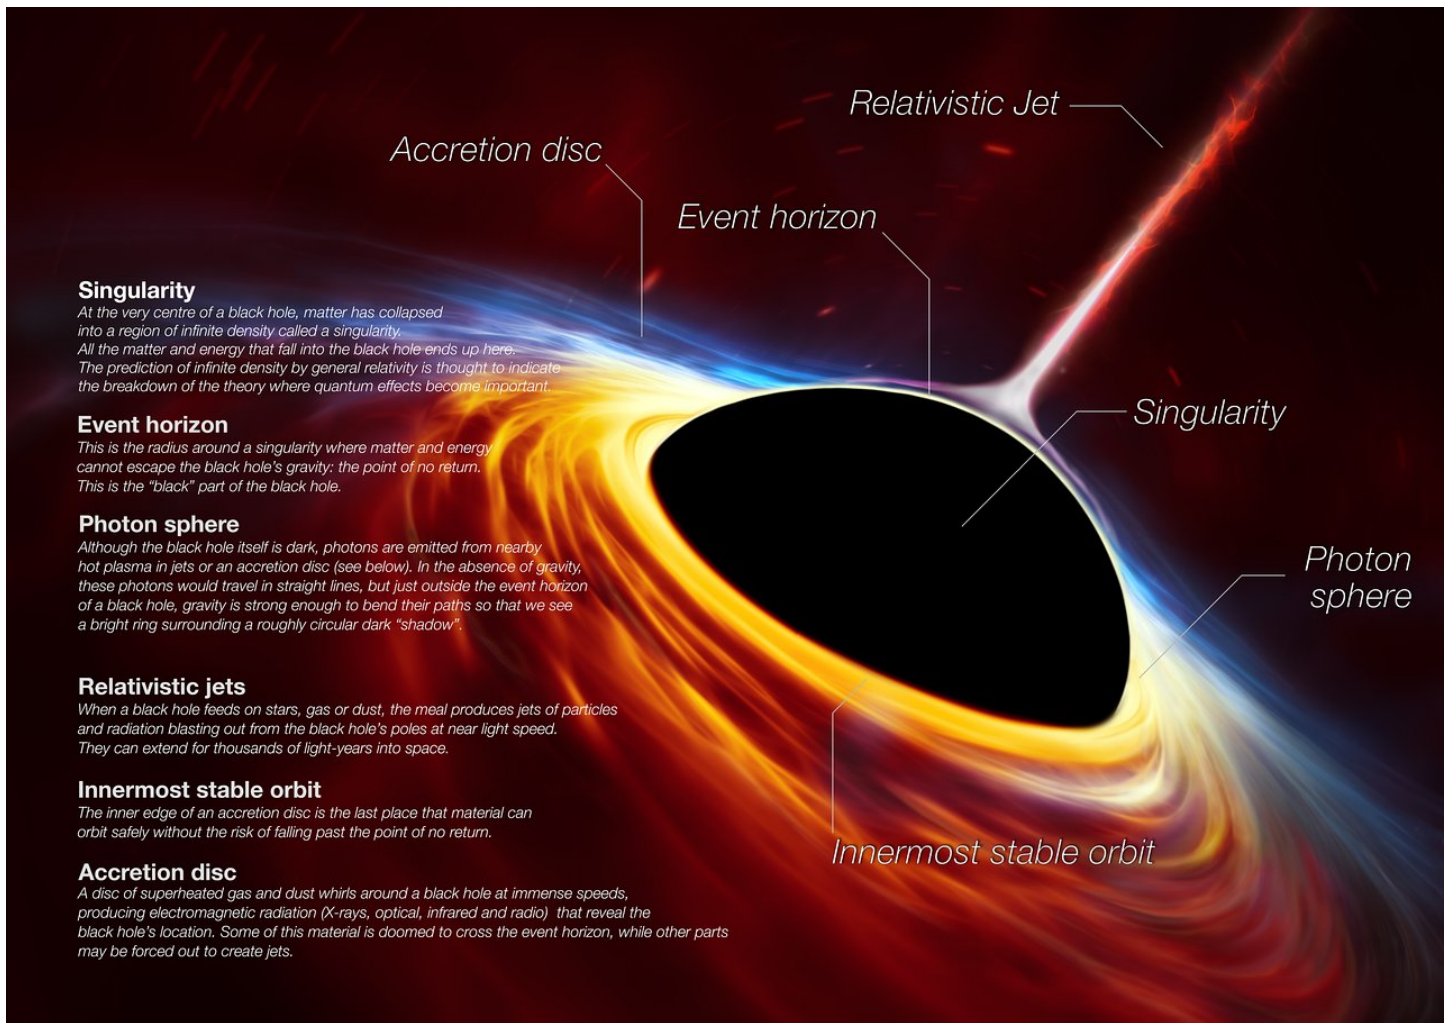 Relativistic Jet
Accretion disc
Event horizon
Singularity
At the very centre of a black hole, matter has collapsed
into a region of infinite density called a singularity.
All the matter and energy that fall into the black hole ends up here.
The prediction of infinite density by general relativity is thought to indicate
the breakdown of the theory where quantum effects become important.
Event horizon
This is the radius around a singularity where matter and energy
cannot escape the black hole's gravity: the point of no return.
This is the “black” part of the black hole.
Photon sphere
Although the black hole itself is dark, photons are emitted from nearby
hot plasma in jets or an accretion disc (see below). In the absence of gravity,
these photons would travel in straight lines, but just outside the event horizon
of a black hole, gravity is strong enough to bend their paths so that we see
a bright ring surrounding a roughly circular dark “shadow”.
Relativistic jets
When a black hole feeds on stars, gas or dust, the meal produces jets of particles
and radiation blasting out from the black hole's poles at near light speed.
They can extend for thousands of light-years into space.
Innermost stable orbit
The inner edge of an accretion disc is the last place that material can
orbit safely without the risk of falling past the point of no return.
Accretion disc
A disc of superheated gas and dust whirls around a black hole at immense speeds,
producing electromagnetic radiation (X-rays, optical, infrared and radio) that reveal the
black hole's location. Some of this material is doomed to cross the event horizon, while other parts
may be forced out to create jets.
Singularity
Photon
sphere
Innermost stable orbit